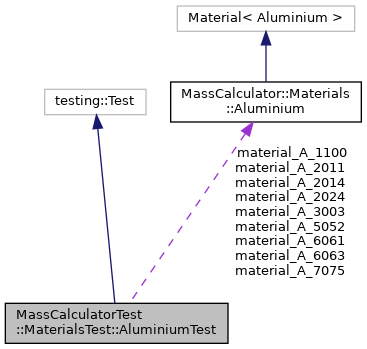 Material< Aluminium >
MassCalculator::Materials
::Aluminium
testing::Test
material_A_1100
material_A_2011
material_A_2014
material_A_2024
material_A_3003
material_A_5052
material_A_6061
material_A_6063
material_A_7075
MassCalculatorTest
::MaterialsTest::AluminiumTest